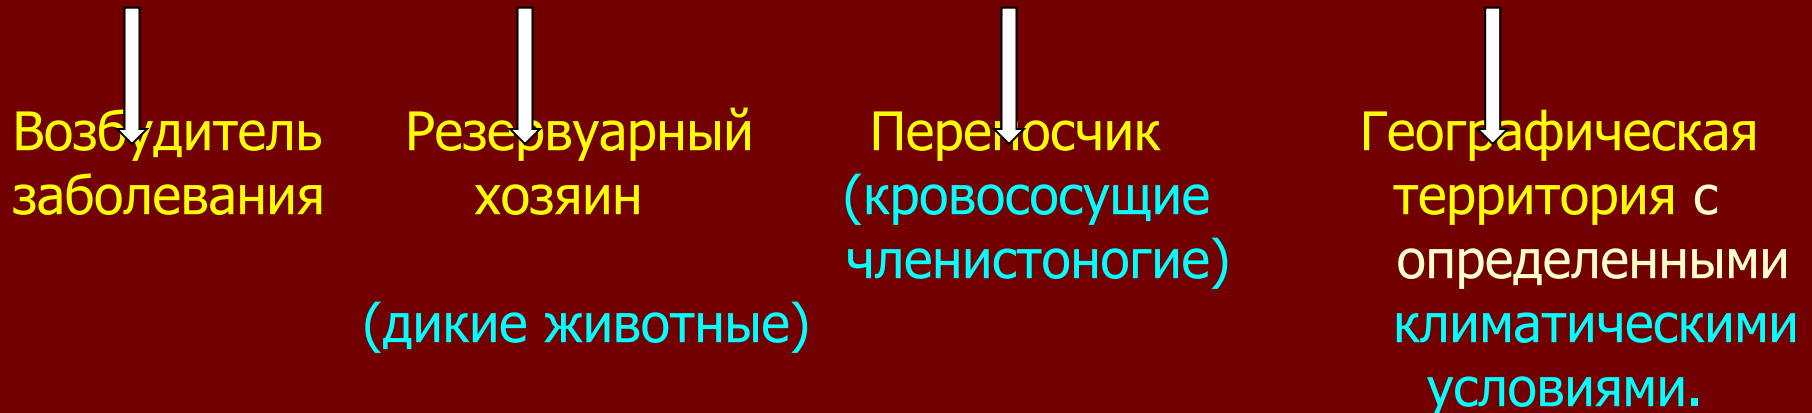 Возбудитель
заболевания
Резервуарный
хозяин
(дикие животные)
Переносчик
(кровососущие
членистоногие)
Географическая
территория с
определенными
климатическими
условиями.